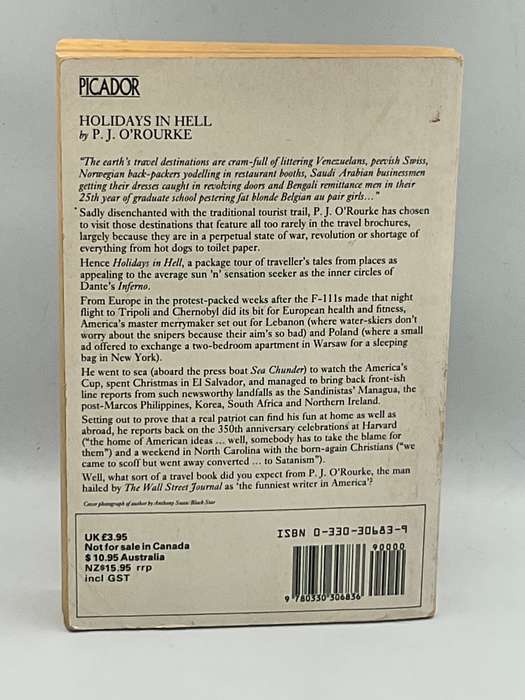 PICADOR
HOLIDAYS IN HELL
by P. J. O'ROURKE
"The earth's travel destinations are cram-full of littering Venezuelans, peevish Swiss,
Norwegian back-packers yodelling in restaurant booths, Saudi Arabian businessmen
getting their dresses caught in revolving doors and Bengali remittance men in their
25th year of graduate school pestering fat blonde Belgian au pair girls..."
Sadly disenchanted with the traditional tourist trail, P. J. O'Rourke has chosen
to visit those destinations that feature all too rarely in the travel brochures,
largely because they are in a perpetual state of war, revolution or shortage of
everything from hot dogs to toilet paper.
Hence Holidays in Hell, a package tour of traveller's tales from places as
appealing to the average sun 'n' sensation seeker as the inner circles of
Dante's Inferno.
From Europe in the protest-packed weeks after the F-111s made that night
flight to Tripoli and Chernobyl did its bit for European health and fitness,
America's master merrymaker set out for Lebanon (where water-skiers don't
worry about the snipers because their aim's so bad) and Poland (where a small
ad offered to exchange a two-bedroom apartment in Warsaw for a sleeping
bag in New York).
He went to sea (aboard the press boat Sea Chunder) to watch the America's
Cup, spent Christmas in El Salvador, and managed to bring back front-ish
line reports from such newsworthy landfalls as the Sandinistas' Managua, the
post-Marcos Philippines, Korea, South Africa and Northern Ireland.
Setting out to prove that a real patriot can find his fun at home as well as
abroad, he reports back on the 350th anniversary celebrations at Harvard
("the home of American ideas ... well, somebody has to take the blame for
them") and a weekend in North Carolina with the born-again Christians ("we
came to scoff but went away converted ... to Satanism").
Well, what sort of a travel book did you expect from P. J. O'Rourke, the man
hailed by The Wall Street Journal as 'the funniest writer in America'?
Cover photograph of author by Anthony Suau/Black Star
UK £3.95
Not for sale in Canada
$ 10.95 Australia
NZ$15.95 rrp
incl GST
ISBN 0-330-30683-9
90000
9 780330 306836